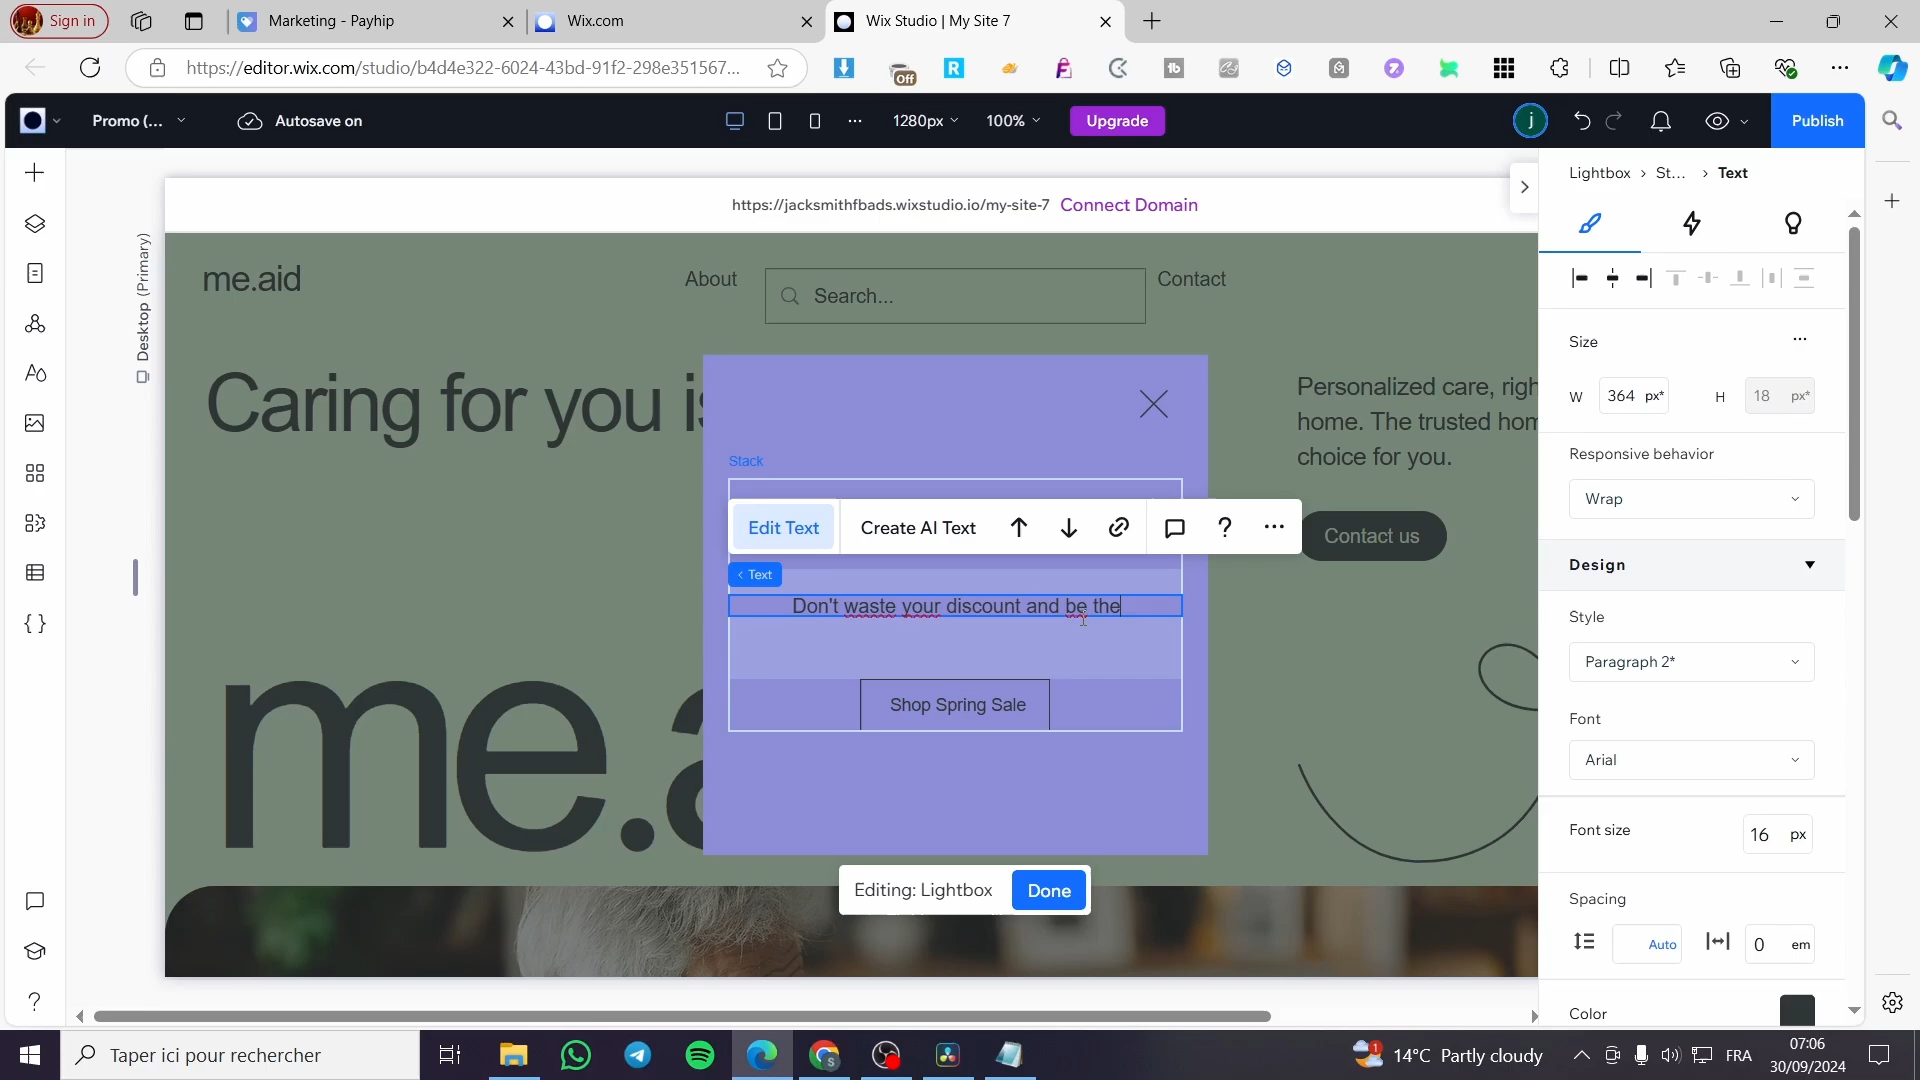 Sign in
Marketing - Payhip
Wix.com
Wix Studio | My Site 7
https://editor.wix.com/studio/b4d4e322-6024-43bd-91f2-298e351567...
Off
Promo (...
Autosave on
1280px
100%
Upgrade
j
Publish
Desktop (Primary)
https://jacksmithfbads.wixstudio.io/my-site-7 Connect Domain
Lightbox > St... > Text
me.aid
About
Search...
Contact
Caring for you is
Personalized care, righ
home. The trusted hom
choice for you.
Contact us
Stack
Edit Text
Create AI Text
< Text
Don't waste your discount and be the
Shop Spring Sale
me.a
Editing: Lightbox
Done
Size
W 364 px*
H 18 px*
Responsive behavior
Wrap
Design
Style
Paragraph 2*
Font
Arial
Font size
16 px
Spacing
Auto
0 em
Color
Taper ici pour rechercher
14°C Partly cloudy
FRA
07:06
30/09/2024